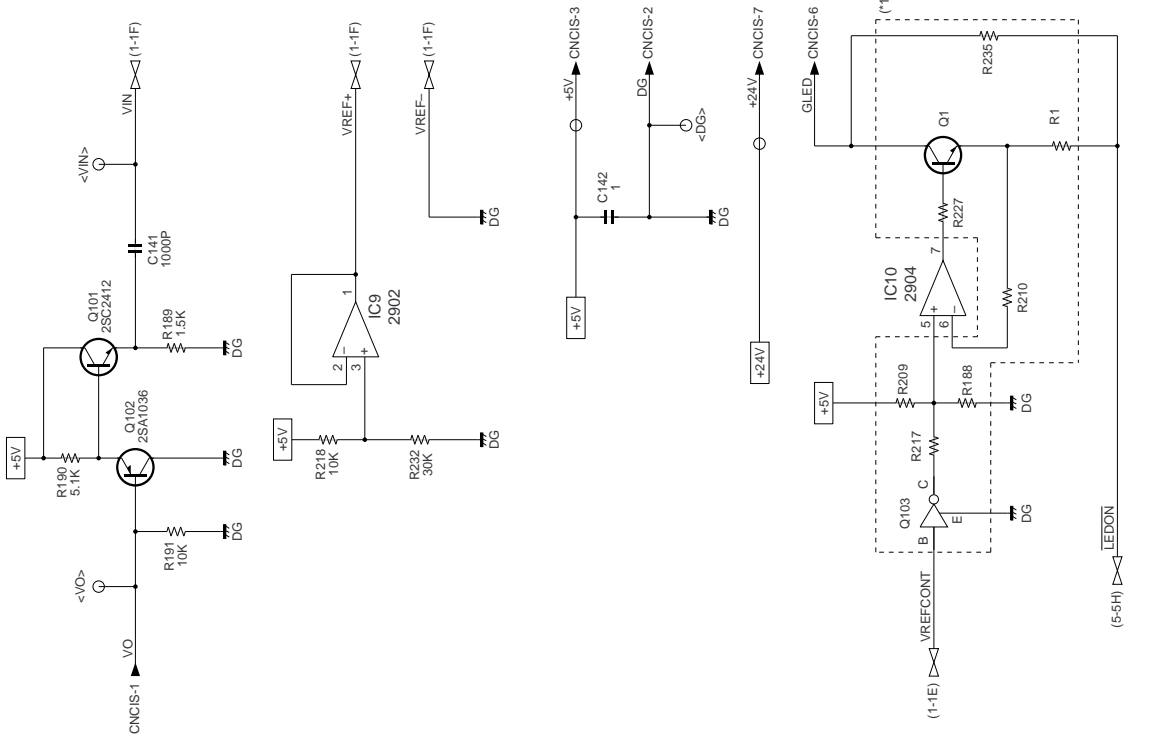 +5V
R190
5.1K
Q101
2SC2412
Q102
2SA1036
R189
1.5K
DG
C141
1000P
<VIN>
VIN
(1-1F)
DG
R191
10K
DG
<VO>
VO
CNCIS-1
+5V
R218
10K
R232
30K
DG
2
3
–
+
1
IC9
2902
VREF+
(1-1F)
VREF–
(1-1F)
DG
+5V
C142
1
+5V
CNCIS-3
DG
CNCIS-2
<DG>
DG
+24V
+24V
CNCIS-7
GLED
CNCIS-6
(*1
R235
Q1
R1
R227
7
IC10
2904
5
6
+
–
R210
+5V
R209
R188
DG
R217
C
Q103
B
E
DG
VREFCONT
(1-1E)
LEDON
(5-5H)